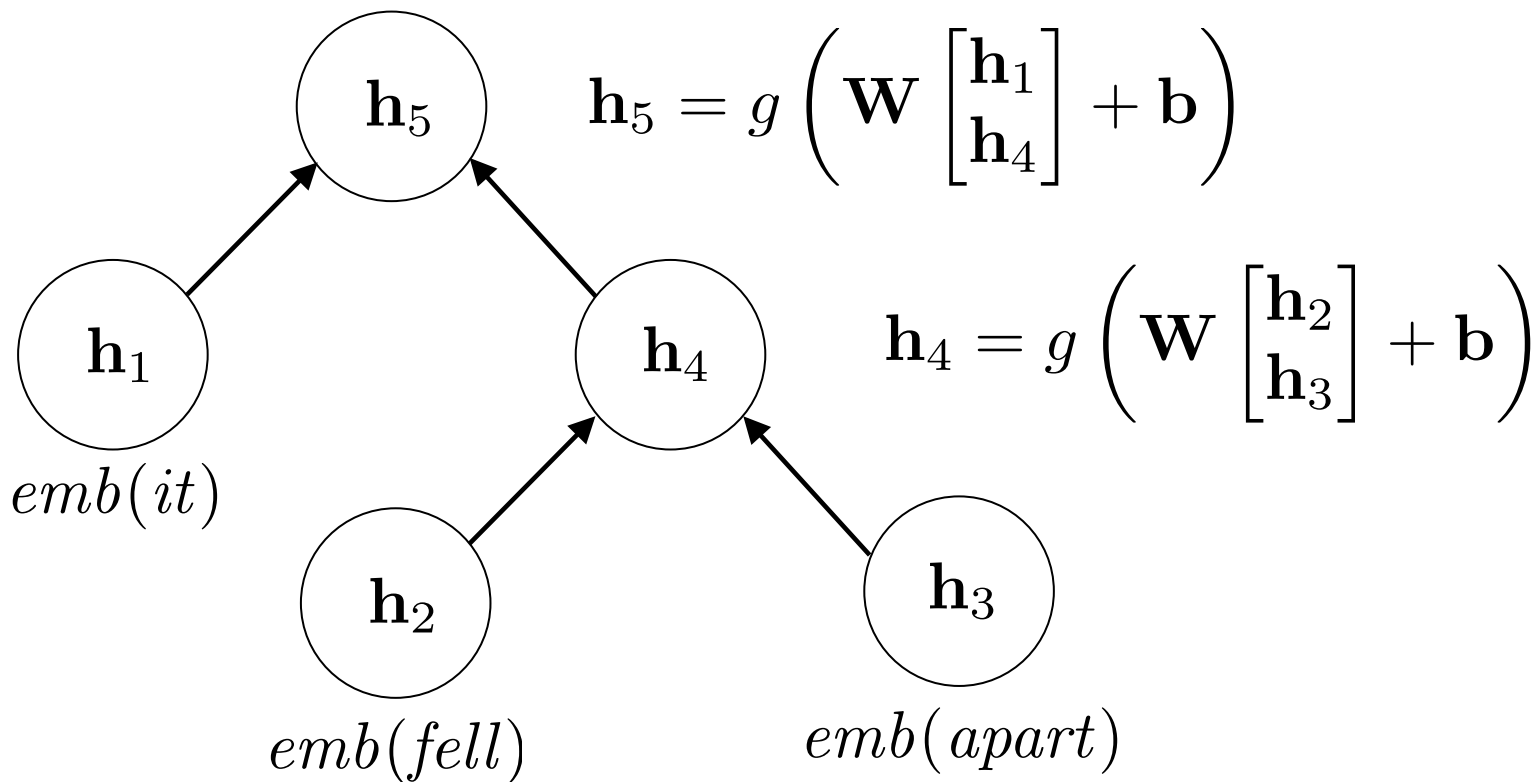 h₅ h₅ = g ( W [ h₁ h₄ ] + b )
h₁ h₄ h₄ = g ( W [ h₂ h₃ ] + b )
emb(it)
h₂ h₃
emb(fell) emb(apart)